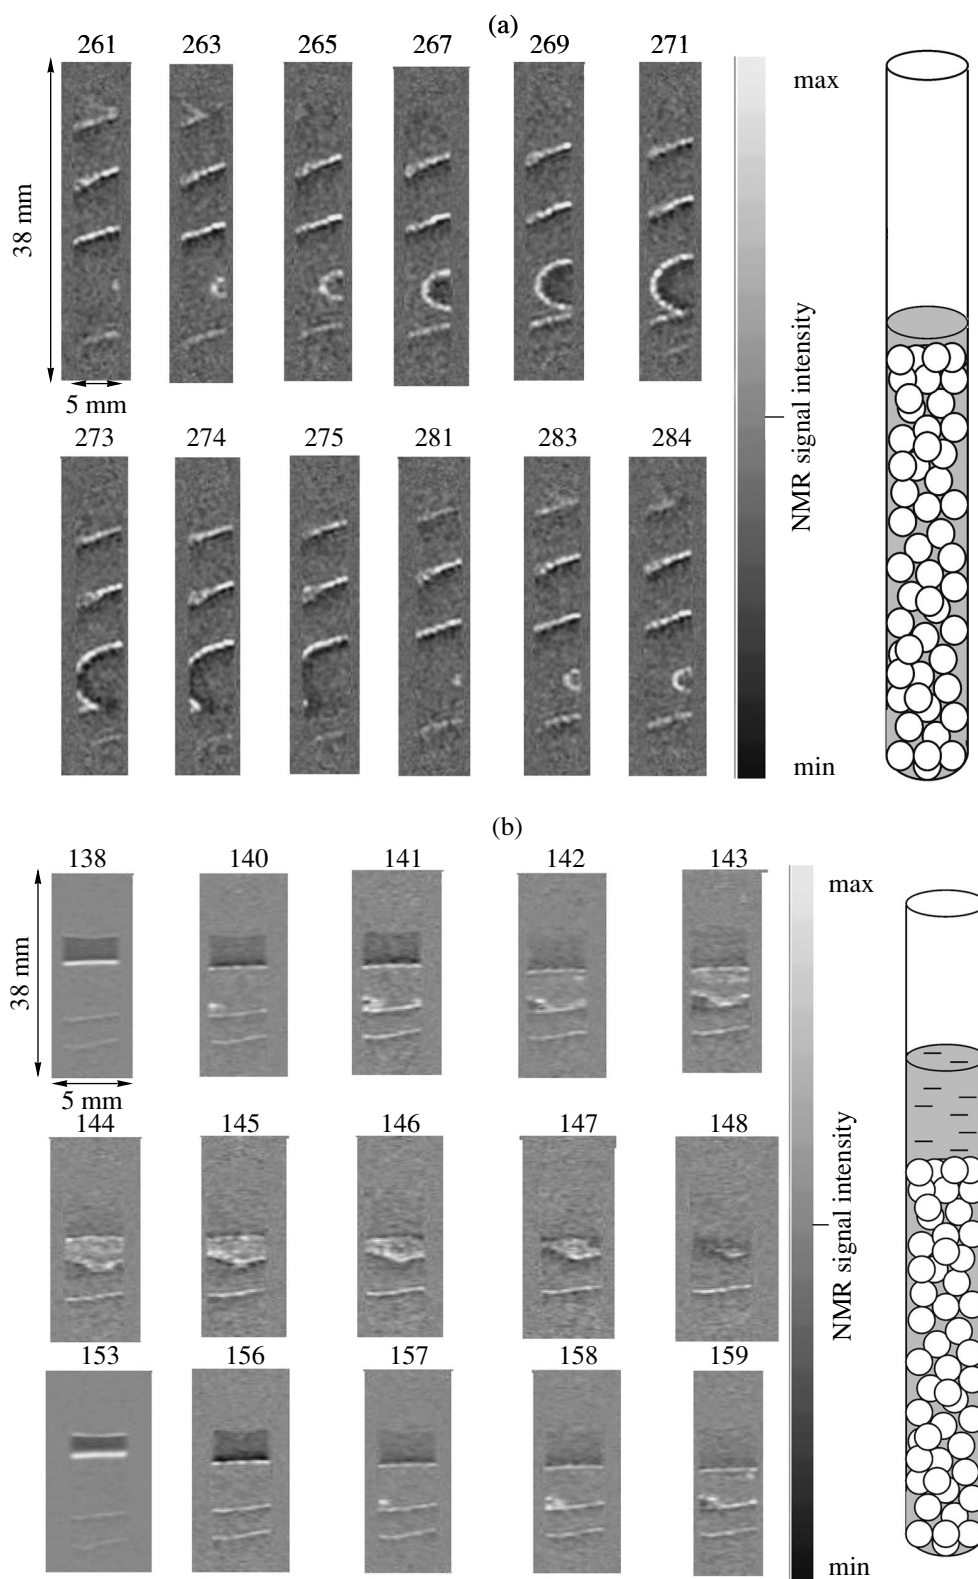 (a)
261 263 265 267 269 271
max
38 mm
5 mm
NMR signal intensity
273 274 275 281 283 284
min
(b)
138 140 141 142 143
max
38 mm
5 mm
144 145 146 147 148
NMR signal intensity
153 156 157 158 159
min